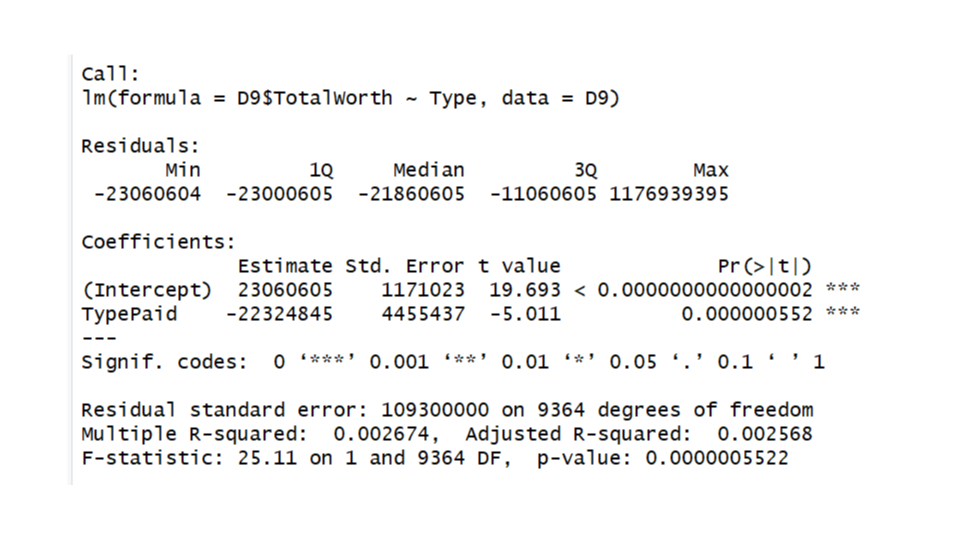 Call:
lm(formula = D9$TotalWorth ~ Type, data = D9)
Residuals:
Min 1Q Median 3Q Max
-23060604 -23000605 -21860605 -11060605 1176939395
Coefficients:
Estimate Std. Error t value Pr(>|t|)
(Intercept) 23060605 1171023 19.693 < 0.0000000000000002 ***
TypePaid -22324845 4455437 -5.011 0.000000552 ***
---
Signif. codes: 0 ‘***’ 0.001 ‘**’ 0.01 ‘*’ 0.05 ‘.’ 0.1 ‘ ’ 1
Residual standard error: 109300000 on 9364 degrees of freedom
Multiple R-squared: 0.002674, Adjusted R-squared: 0.002568
F-statistic: 25.11 on 1 and 9364 DF, p-value: 0.0000005522